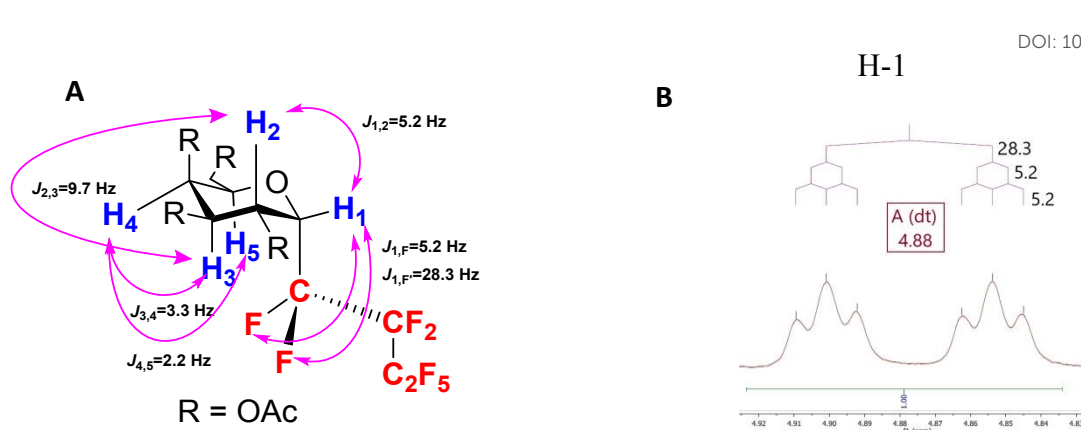 DOI: 10
H-1
A
B
H2
R
R
J1,2=5.2 Hz
O
J2,3=9.7 Hz
H4
R
H1
R
H5
H3
J1,F=5.2 Hz
J1,F'=28.3 Hz
C
J3,4=3.3 Hz
F
CF2
J4,5=2.2 Hz
F
C2F5
R = OAc
28.3
5.2
5.2
A (dt)
4.88
1.00
4.92 4.91 4.90 4.89 4.88 4.87 4.86 4.85 4.84